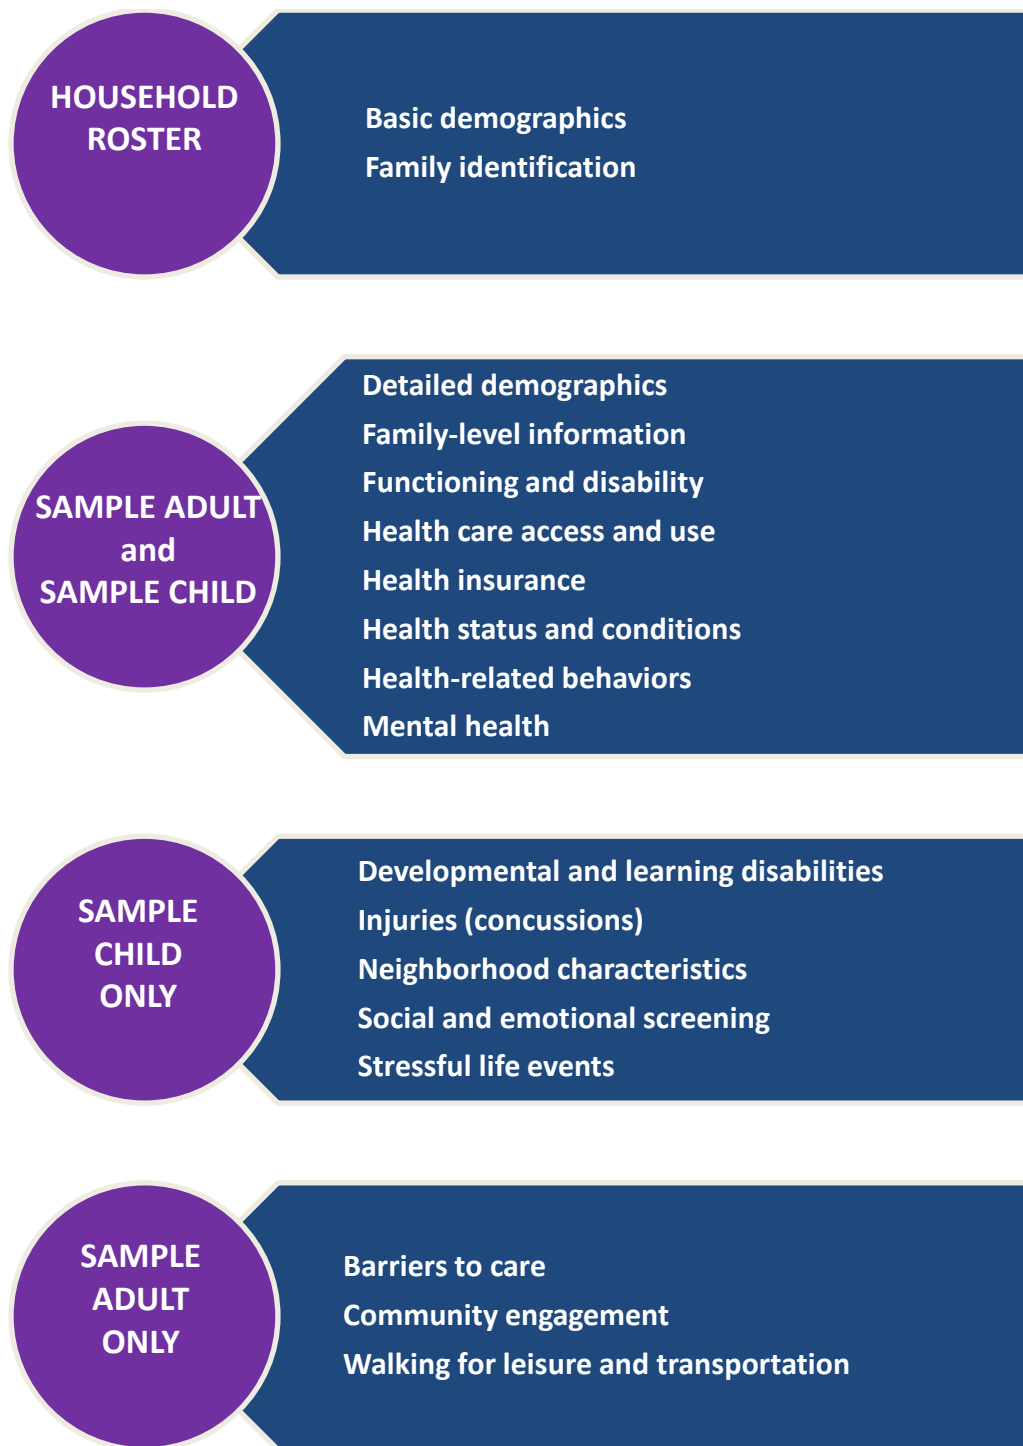 HOUSEHOLD
ROSTER
Basic demographics
Family identification
SAMPLE ADULT
and
SAMPLE CHILD
Detailed demographics
Family-level information
Functioning and disability
Health care access and use
Health insurance
Health status and conditions
Health-related behaviors
Mental health
SAMPLE
CHILD
ONLY
Developmental and learning disabilities
Injuries (concussions)
Neighborhood characteristics
Social and emotional screening
Stressful life events
SAMPLE
ADULT
ONLY
Barriers to care
Community engagement
Walking for leisure and transportation